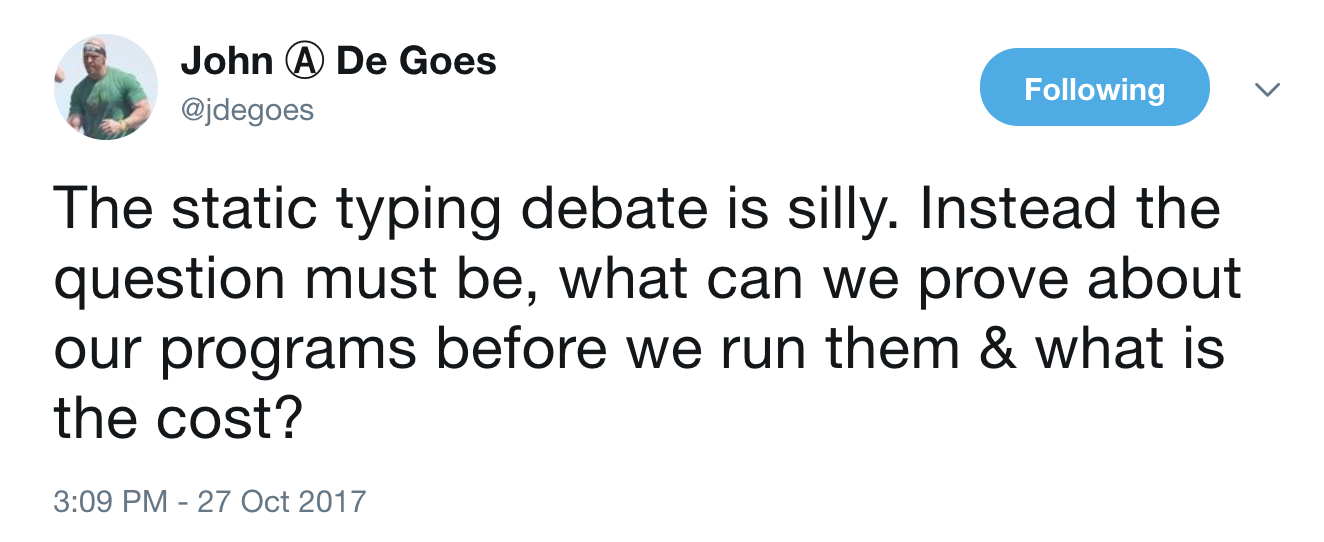 John Ⓐ De Goes
@jdegoes
Following
The static typing debate is silly. Instead the
question must be, what can we prove about
our programs before we run them & what is
the cost?
3:09 PM - 27 Oct 2017